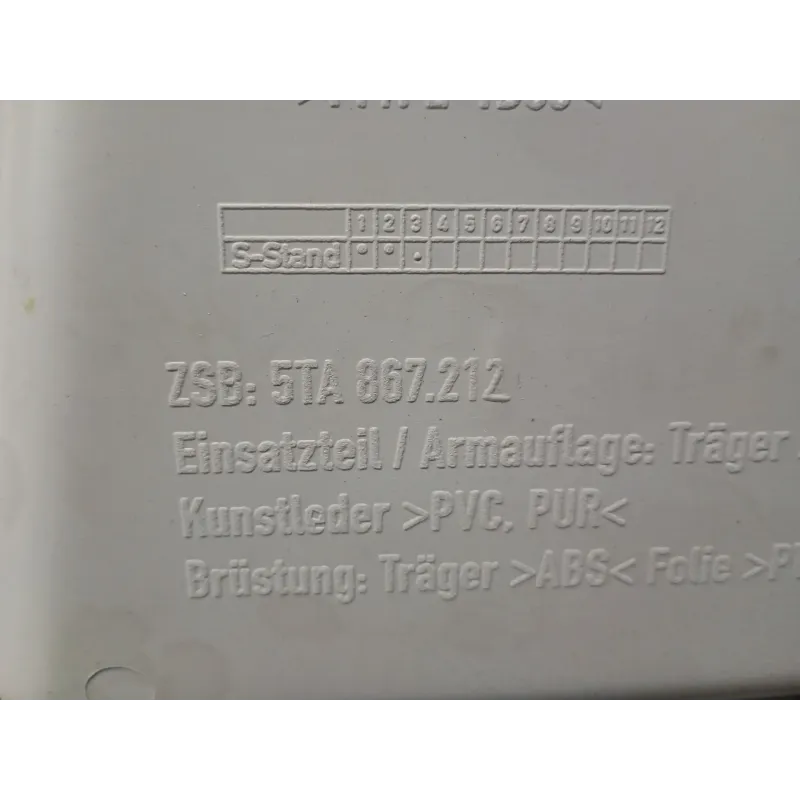 1 2 3 4 5 6 7 8 9 10 11 12
S-Stand
ZSB: 5TA 867.212
Einsatzteil / Armauflage: Träger
Kunstleder >PVC, PUR<
Brüstung: Träger >ABS< Folie >P